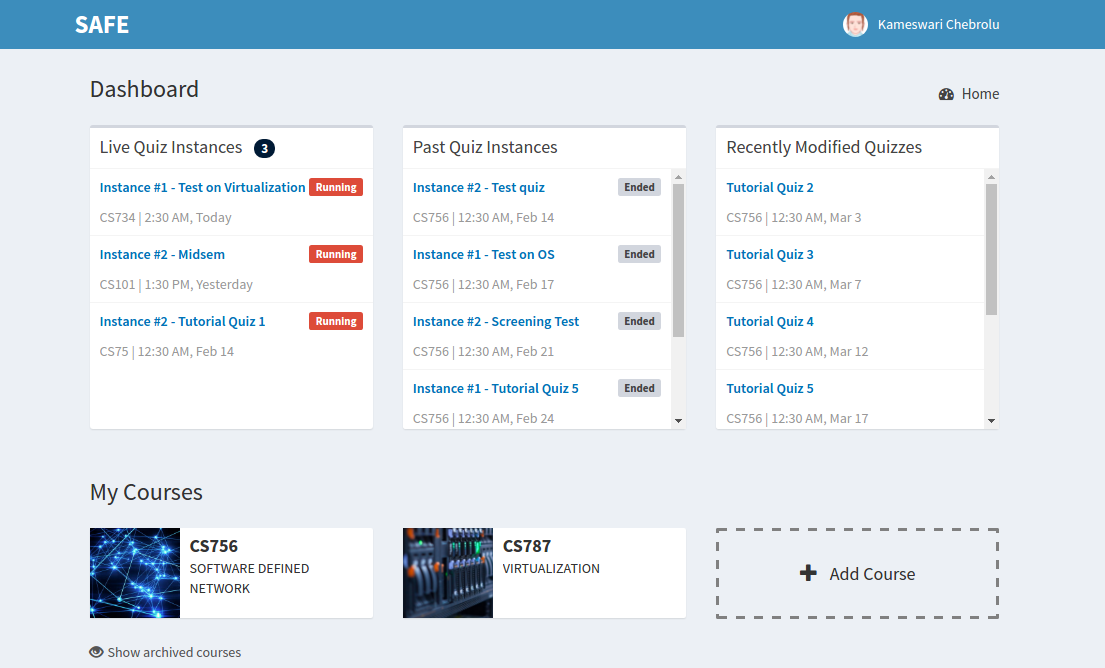 SAFE
Kameswari Chebrolu
Dashboard
Home
Live Quiz Instances 3
Instance #1 - Test on Virtualization Running
CS734 | 2:30 AM, Today
Instance #2 - Midsem Running
CS101 | 1:30 PM, Yesterday
Instance #2 - Tutorial Quiz 1 Running
CS75 | 12:30 AM, Feb 14
Past Quiz Instances
Instance #2 - Test quiz Ended
CS756 | 12:30 AM, Feb 14
Instance #1 - Test on OS Ended
CS756 | 12:30 AM, Feb 17
Instance #2 - Screening Test Ended
CS756 | 12:30 AM, Feb 21
Instance #1 - Tutorial Quiz 5 Ended
CS756 | 12:30 AM, Feb 24
Recently Modified Quizzes
Tutorial Quiz 2
CS756 | 12:30 AM, Mar 3
Tutorial Quiz 3
CS756 | 12:30 AM, Mar 7
Tutorial Quiz 4
CS756 | 12:30 AM, Mar 12
Tutorial Quiz 5
CS756 | 12:30 AM, Mar 17
My Courses
CS756
SOFTWARE DEFINED
NETWORK
CS787
VIRTUALIZATION
Add Course
Show archived courses